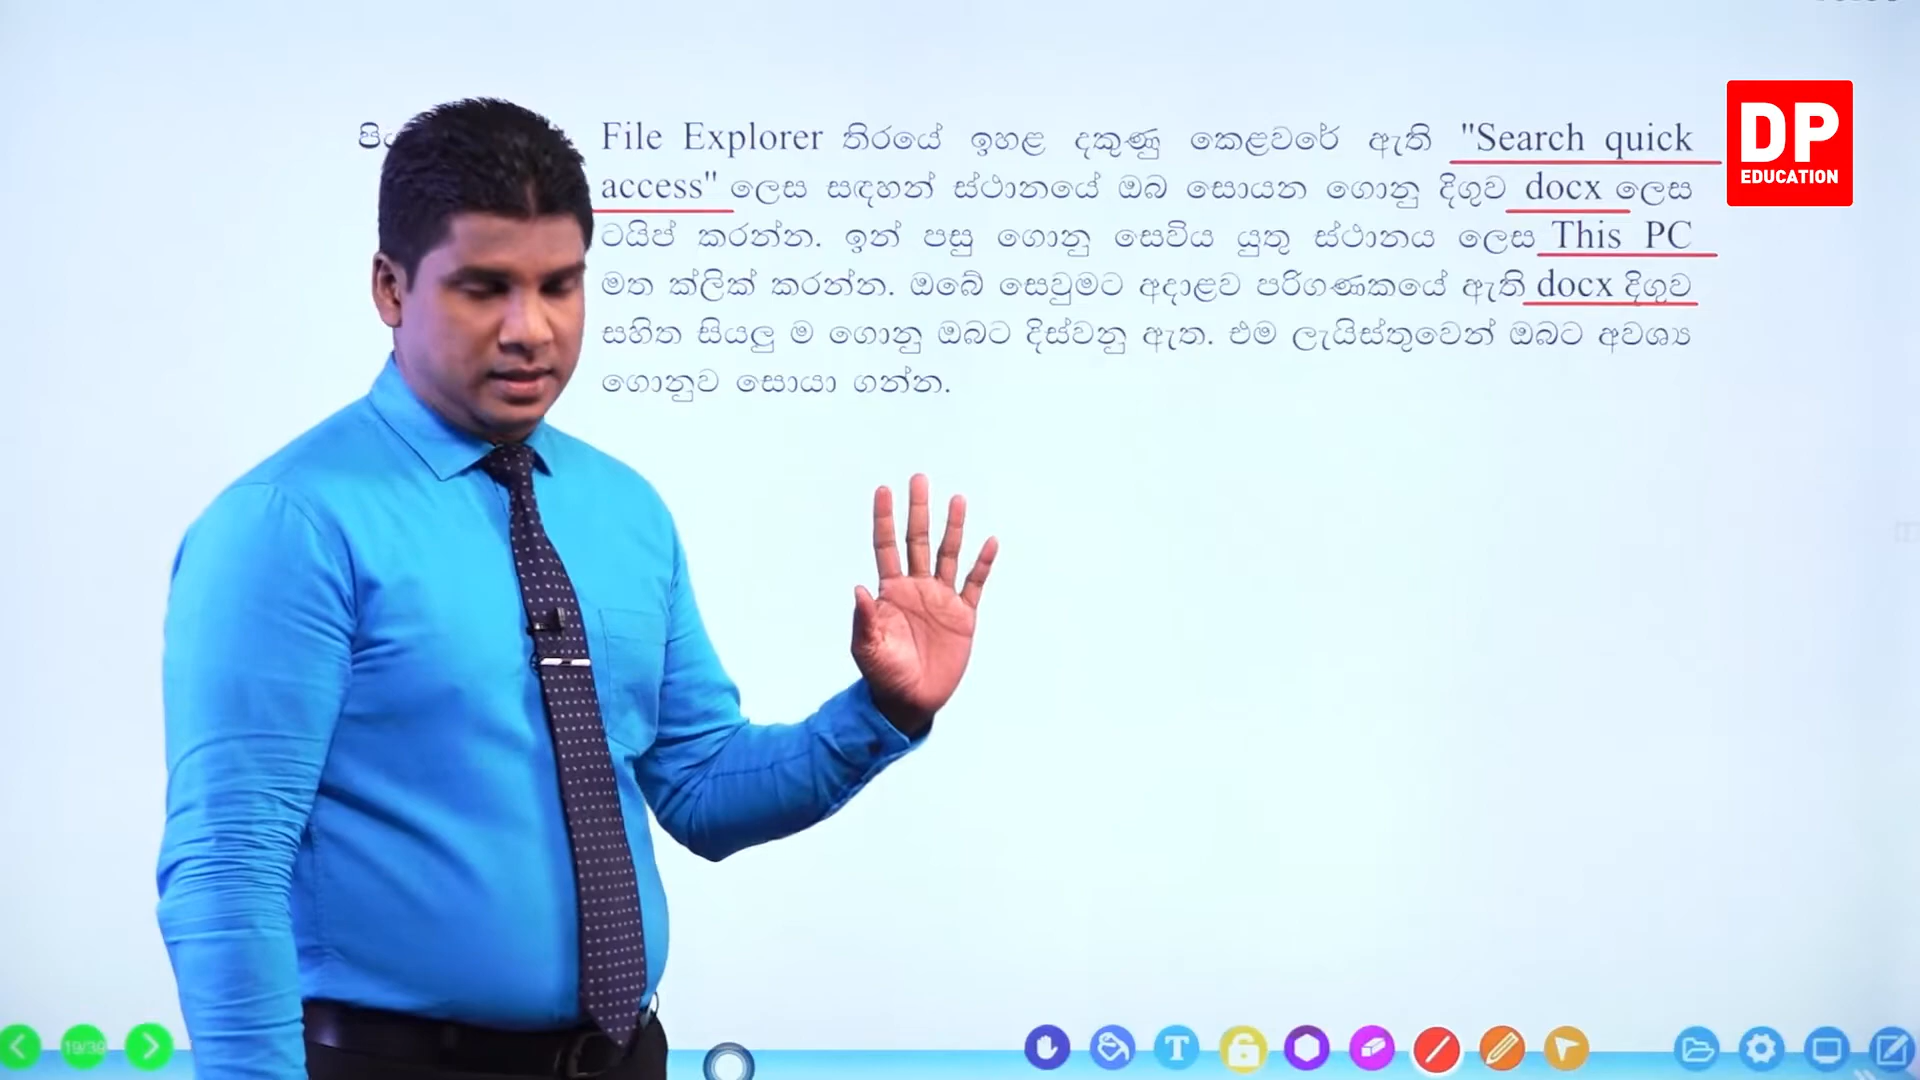 File Explorer තිරයේ ඉහළ දකුණු කෙළවරේ ඇති "Search quick
access" ලෙස සඳහන් ස්ථානයේ ඔබ සොයන ගොනු දිගුව docx ලෙස
ටයිප් කරන්න. ඉන් පසු ගොනු සෙවිය යුතු ස්ථානය ලෙස This PC
මත ක්ලික් කරන්න. ඔබේ සෙවුමට අදාළව පරිගණකයේ ඇති docx දිගුව
සහිත සියලු ම ගොනු ඔබට දිස්වනු ඇත. එම ලැයිස්තුවෙන් ඔබට අවශ්‍ය
ගොනුව සොයා ගන්න.
DP
EDUCATION
19/39
T